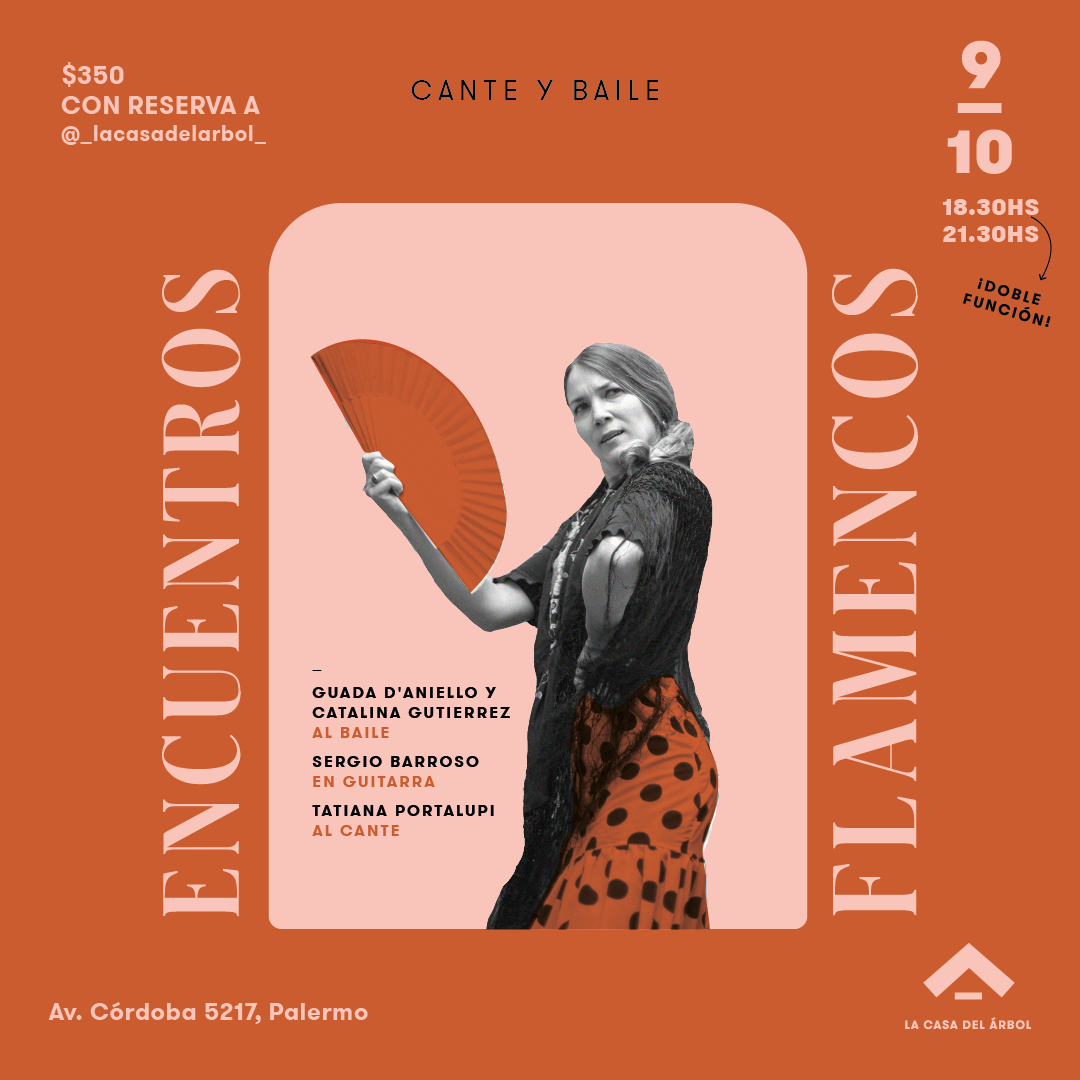 $350
CON RESERVA A
@_lacasadelarbol_
CANTE Y BAILE
9
10
18.30HS
21.30HS
¡DOBLE
FUNCIÓN!
ENCUENTROS
FLAMENCOS
GUADA D'ANIELLO Y
CATALINA GUTIERREZ
AL BAILE
SERGIO BARROSO
EN GUITARRA
TATIANA PORTALUPI
AL CANTE
Av. Córdoba 5217, Palermo
LA CASA DEL ÁRBOL